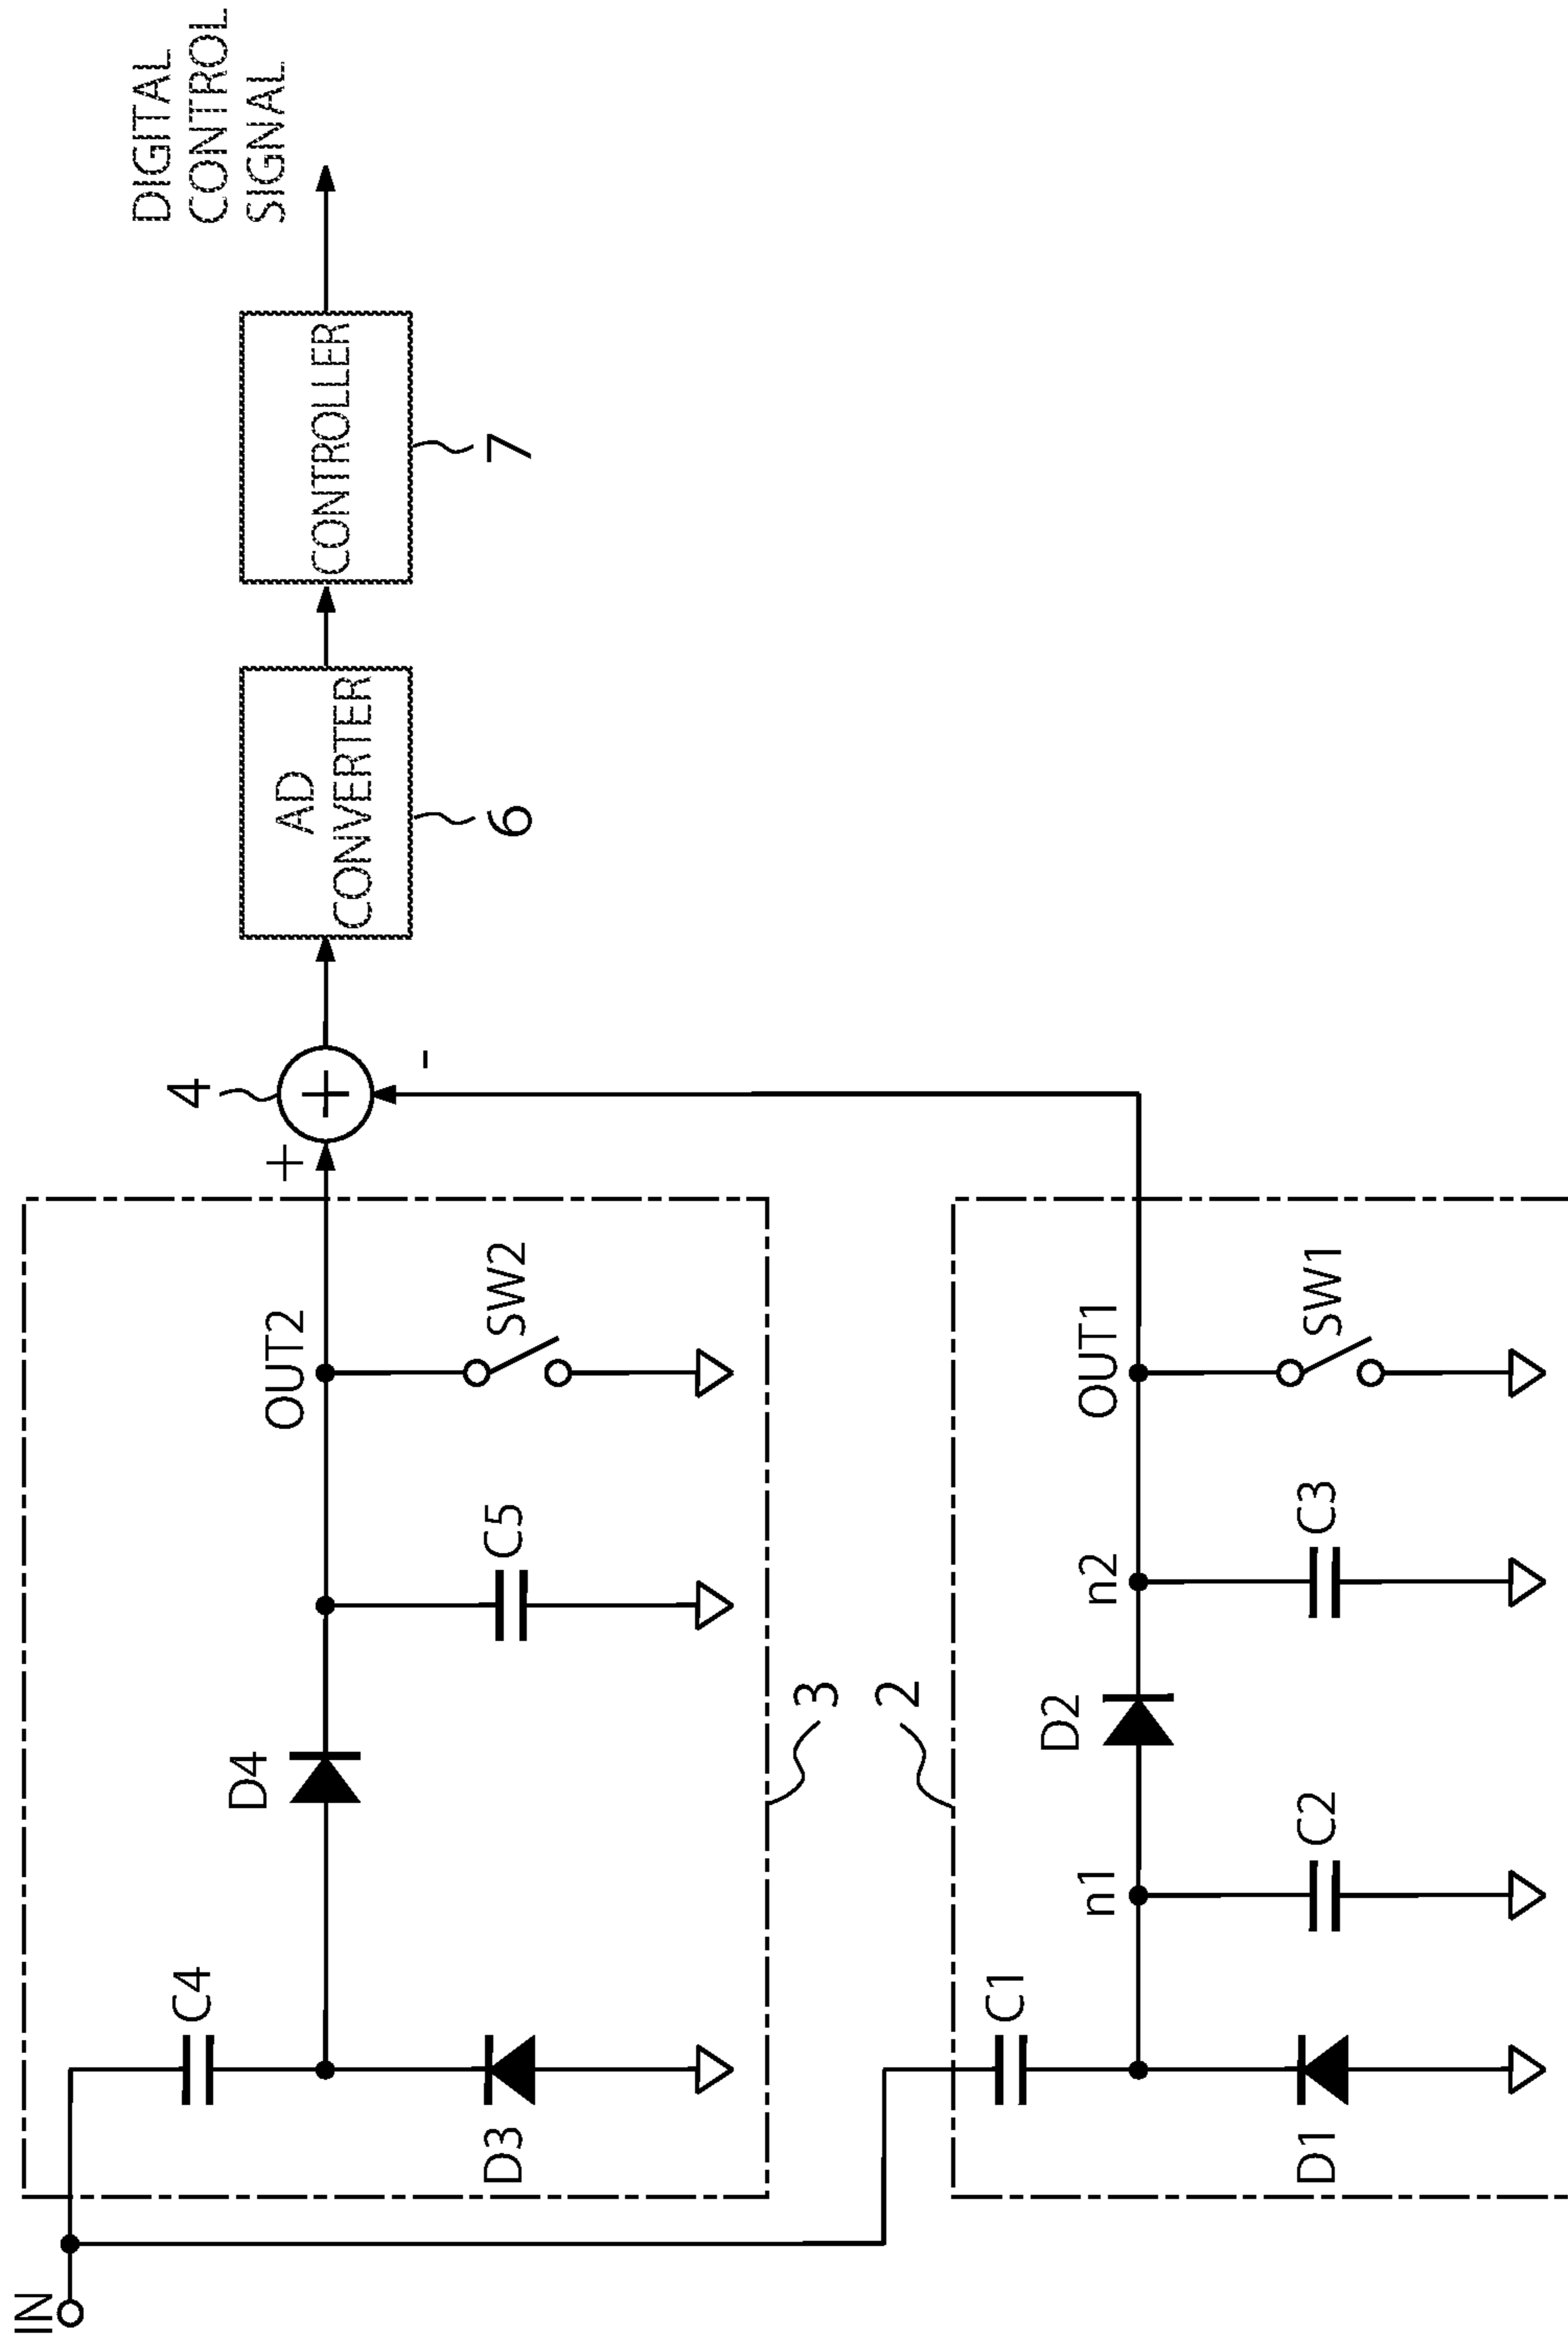 DIGITAL
CONTROL
SIGNAL
CONTROLLER
7
AD
CONVERTER
6
4
+
-
OUT2
SW2
C5
D4
C4
D3
3
2
OUT1
SW1
n2
C3
D2
n1
C2
C1
D1
IN